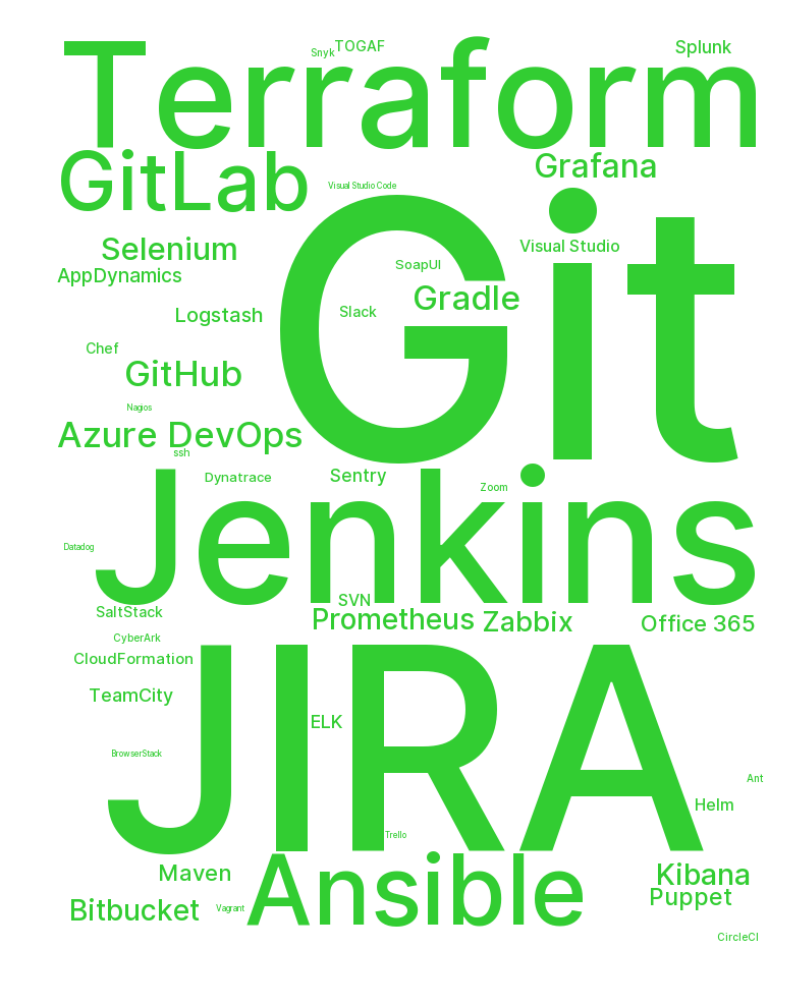 Snyk
TOGAF
Splunk
Terraform
GitLab
Grafana
Visual Studio Code
Git
Selenium
Visual Studio
AppDynamics
SoapUI
Gradle
Logstash
Slack
Chef
GitHub
Nagios
Azure DevOps
ssh
Dynatrace
Sentry
Zoom
Jenkins
Datadog
SVN
SaltStack
Prometheus
Zabbix
Office 365
CyberArk
CloudFormation
JIRA
TeamCity
ELK
BrowserStack
Ant
Helm
Trello
Maven
Ansible
Kibana
Puppet
Bitbucket
Vagrant
CircleCI